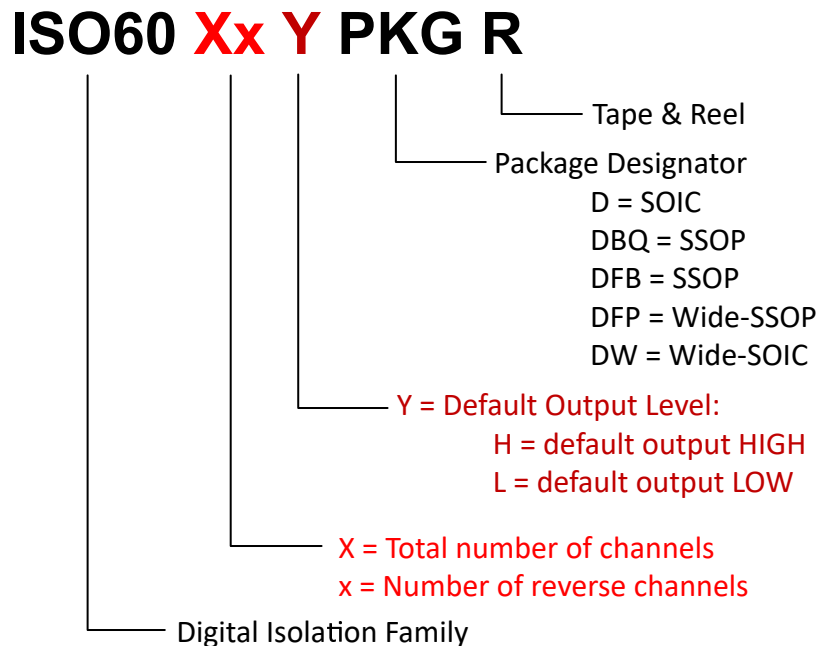 ISO60 Xx Y PKG R
Tape & Reel
Package Designator
D = SOIC
DBQ = SSOP
DFB = SSOP
DFP = Wide-SSOP
DW = Wide-SOIC
Y = Default Output Level:
H = default output HIGH
L = default output LOW
X = Total number of channels
x = Number of reverse channels
Digital Isolation Family